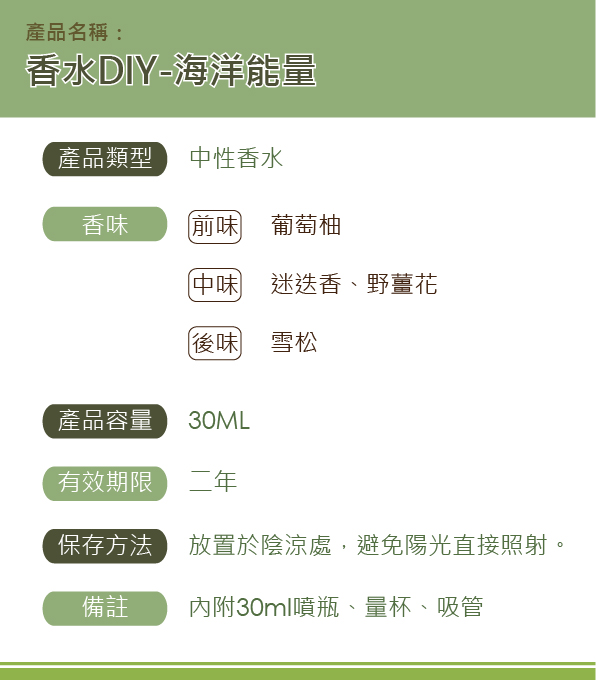 產品名稱：
香水DIY-海洋能量
產品類型 中性香水
香味 前味 葡萄柚
中味 迷迭香、野薑花
後味 雪松
產品容量 30ML
有效期限 二年
保存方法 放置於陰涼處，避免陽光直接照射。
備註 內附30ml噴瓶、量杯、吸管